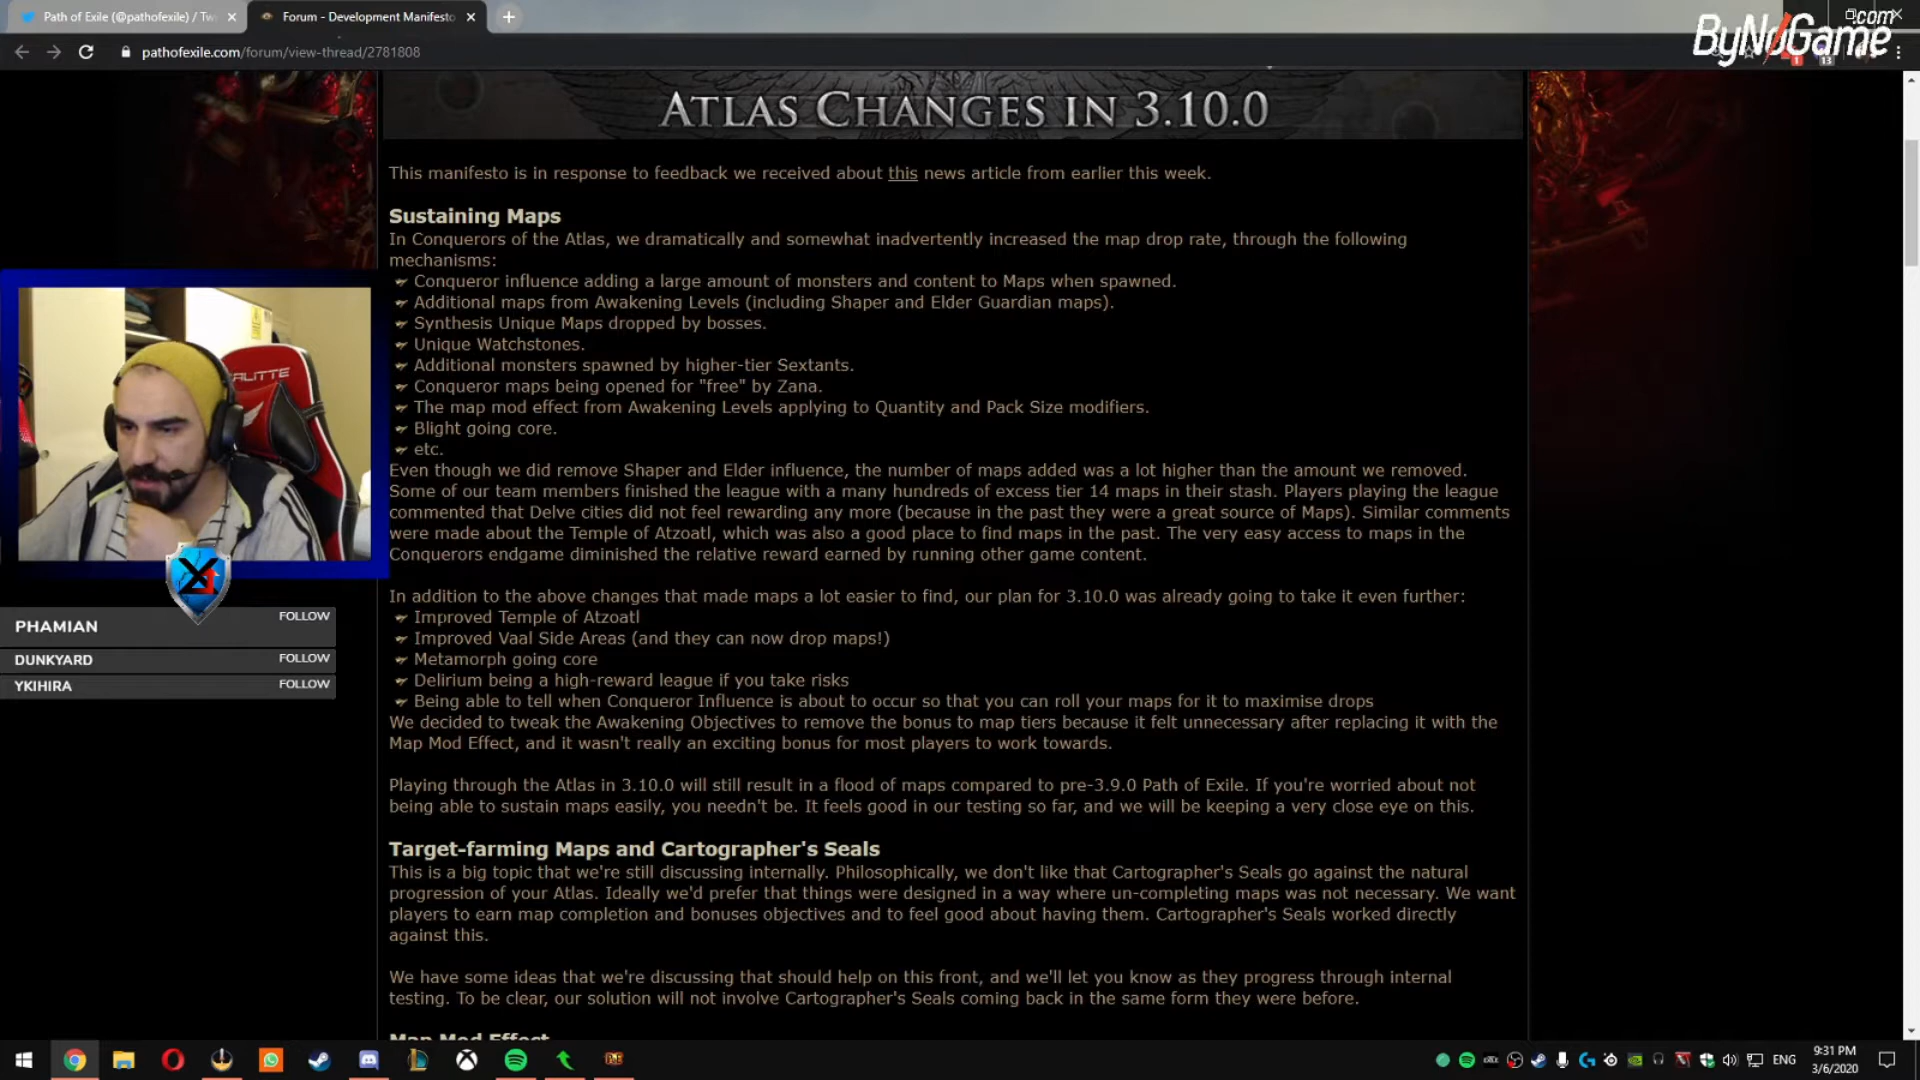 Path of Exile (@pathofexile) / Tw
Forum - Development Manifesto
ByNoGame.com
pathofexile.com/forum/view-thread/2781808
1
13
ATLAS CHANGES IN 3.10.0
This manifesto is in response to feedback we received about this news article from earlier this week.
Sustaining Maps
In Conquerors of the Atlas, we dramatically and somewhat inadvertently increased the map drop rate, through the following
mechanisms:
Conqueror influence adding a large amount of monsters and content to Maps when spawned.
Additional maps from Awakening Levels (including Shaper and Elder Guardian maps).
Synthesis Unique Maps dropped by bosses.
Unique Watchstones.
Additional monsters spawned by higher-tier Sextants.
Conqueror maps being opened for "free" by Zana.
The map mod effect from Awakening Levels applying to Quantity and Pack Size modifiers.
Blight going core.
etc.
Even though we did remove Shaper and Elder influence, the number of maps added was a lot higher than the amount we removed.
Some of our team members finished the league with a many hundreds of excess tier 14 maps in their stash. Players playing the league
commented that Delve cities did not feel rewarding any more (because in the past they were a great source of Maps). Similar comments
were made about the Temple of Atzoatl, which was also a good place to find maps in the past. The very easy access to maps in the
Conquerors endgame diminished the relative reward earned by running other game content.
In addition to the above changes that made maps a lot easier to find, our plan for 3.10.0 was already going to take it even further:
Improved Temple of Atzoatl
Improved Vaal Side Areas (and they can now drop maps!)
Metamorph going core
Delirium being a high-reward league if you take risks
Being able to tell when Conqueror Influence is about to occur so that you can roll your maps for it to maximise drops
We decided to tweak the Awakening Objectives to remove the bonus to map tiers because it felt unnecessary after replacing it with the
Map Mod Effect, and it wasn't really an exciting bonus for most players to work towards.
Playing through the Atlas in 3.10.0 will still result in a flood of maps compared to pre-3.9.0 Path of Exile. If you're worried about not
being able to sustain maps easily, you needn't be. It feels good in our testing so far, and we will be keeping a very close eye on this.
Target-farming Maps and Cartographer's Seals
This is a big topic that we're still discussing internally. Philosophically, we don't like that Cartographer's Seals go against the natural
progression of your Atlas. Ideally we'd prefer that things were designed in a way where un-completing maps was not necessary. We want
players to earn map completion and bonuses objectives and to feel good about having them. Cartographer's Seals worked directly
against this.
We have some ideas that we're discussing that should help on this front, and we'll let you know as they progress through internal
testing. To be clear, our solution will not involve Cartographer's Seals coming back in the same form they were before.
Map Mod Effect
PHAMIAN FOLLOW
DUNKYARD FOLLOW
YKIHIRA FOLLOW
ENG
9:31 PM
3/6/2020